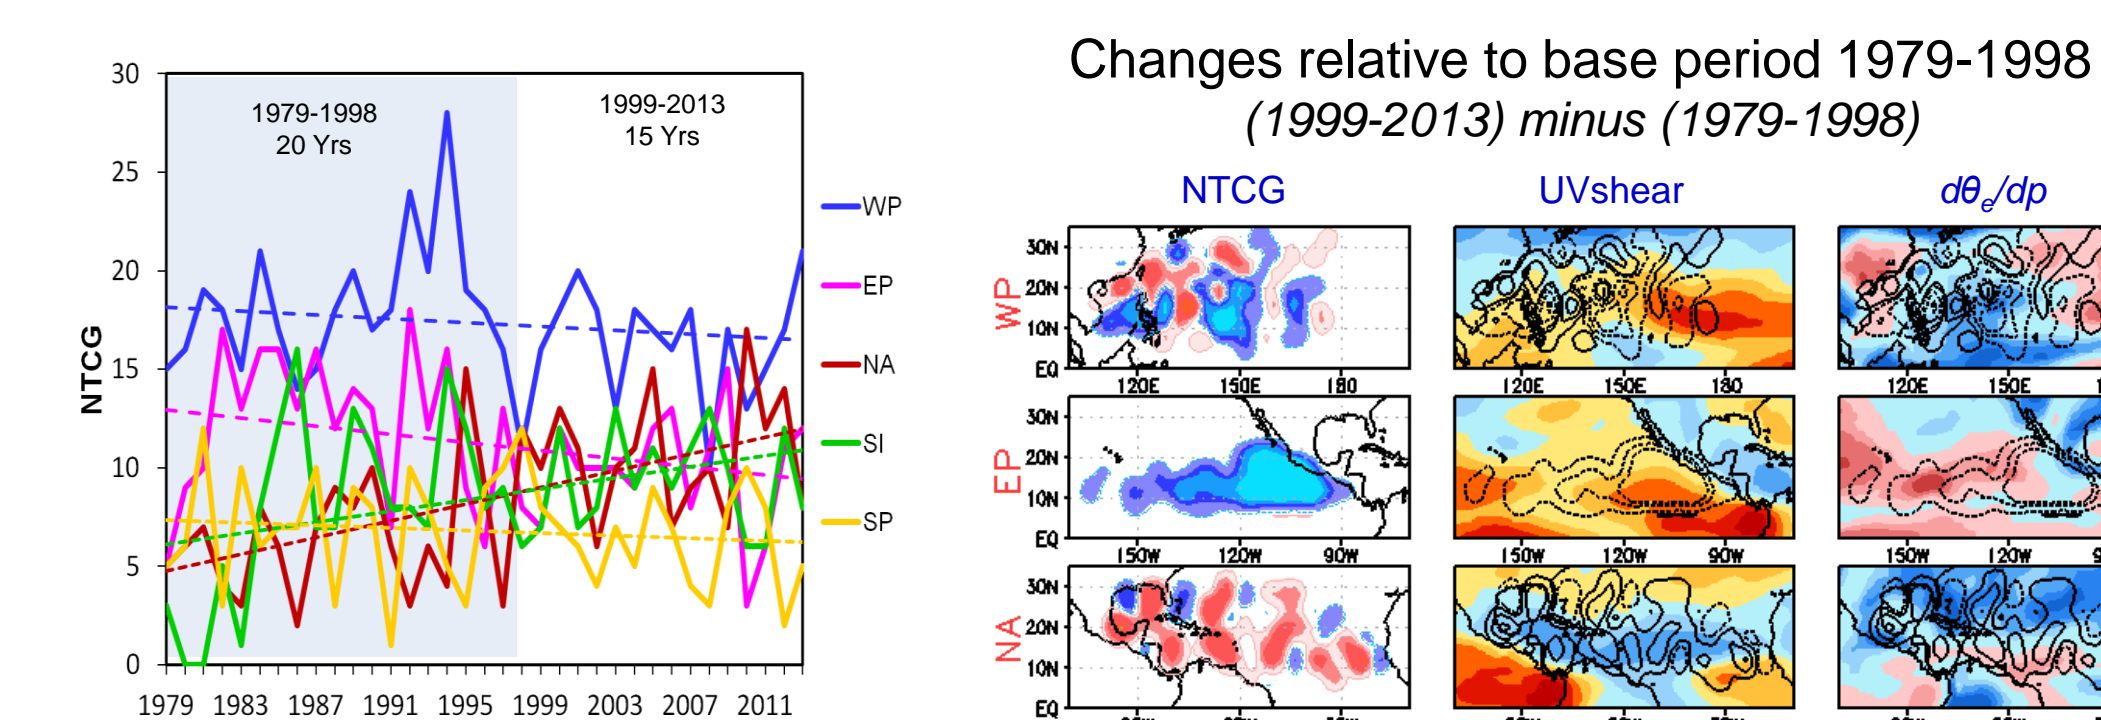 Changes relative to base period 1979-1998
(1999-2013) minus (1979-1998)
30
25
20
15
10
5
0
NTCG
1979-1998
20 Yrs
1999-2013
15 Yrs
1979 1983 1987 1991 1995 1999 2003 2007 2011
WP
EP
NA
SI
SP
NTCG UVshear dθe/dp
WP
30N
20N
10N
EQ
120E 150E 180
120E 150E 180
120E 150E
EP
30N
20N
10N
EQ
150W 120W 90W
150W 120W 90W
150W 120W
NA
30N
20N
10N
EQ